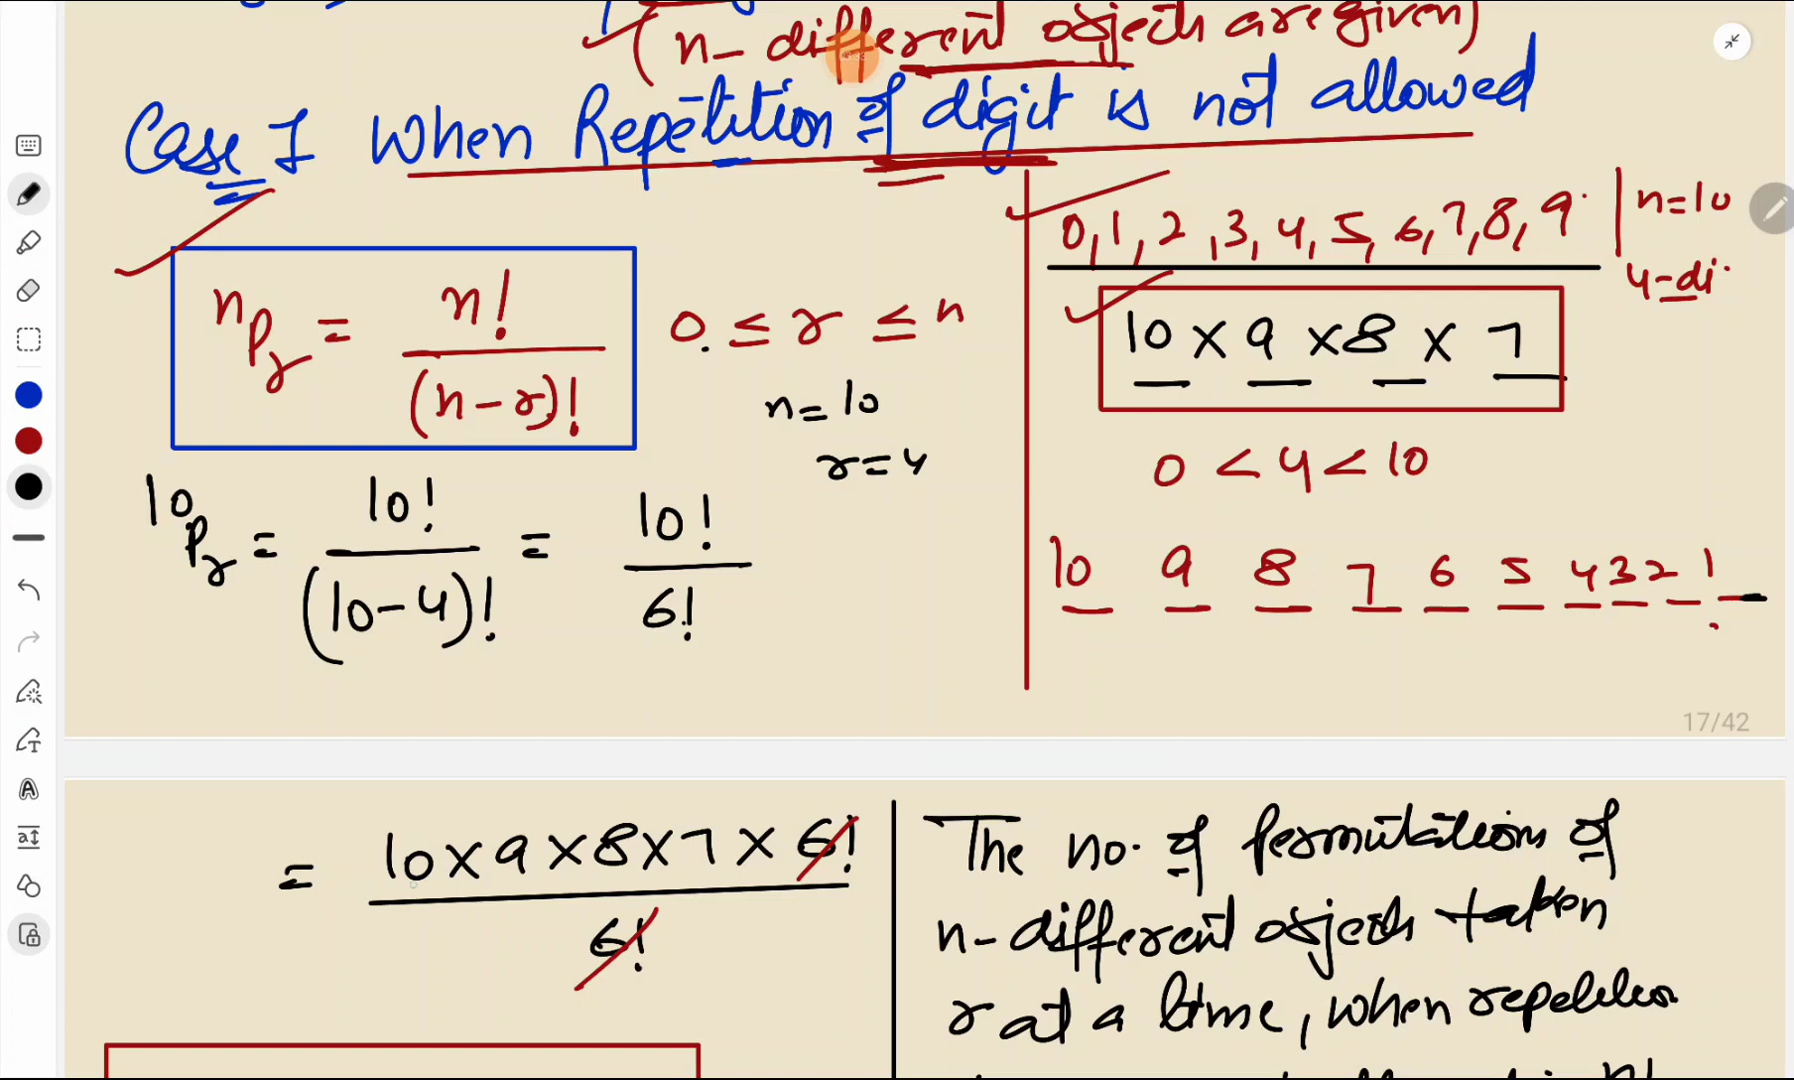 (n- different objects are given)
Case I When Repetition of digit is not allowed
nPr = n! / (n-r)!
0 ≤ r ≤ n
n=10
r=4
10Pr = 10! / (10-4)! = 10! / 6!
0, 1, 2, 3, 4, 5, 6, 7, 8, 9
n=10
4-di
10 × 9 × 8 × 7
0 < 4 < 10
10 9 8 7 6 5 4 3 2 1
17/42
= 10×9×8×7×6! / 6!
The no. of permutations of
n- different objects taken
r at a time, when repetition